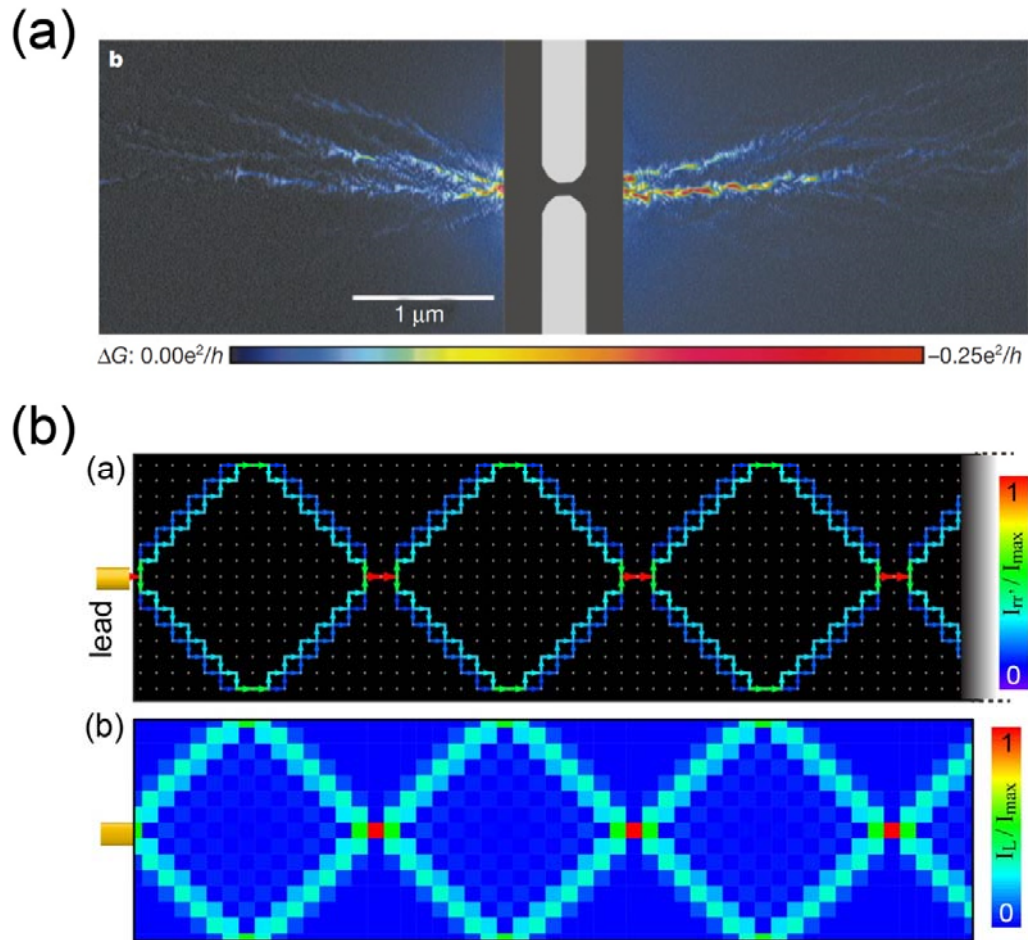 (a)
b
1 μm
ΔG: 0.00e²/h
−0.25e²/h
(b)
(a)
lead
1
I_rr' / I_max
0
(b)
1
I_L / I_max
0